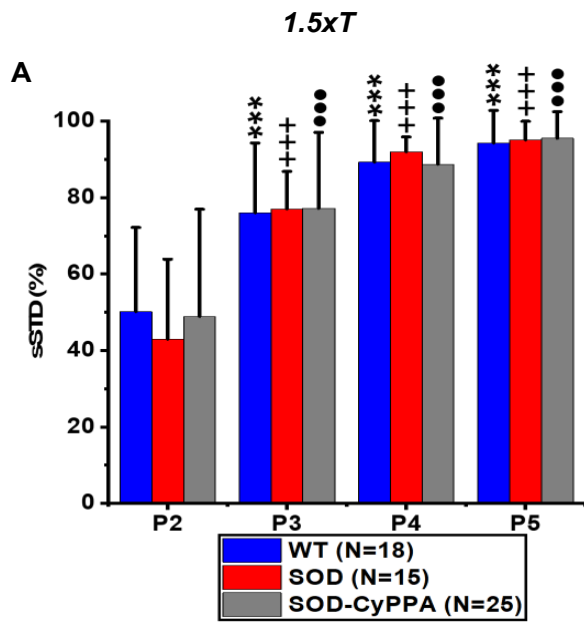 1.5xT
A
*** +++ ●●● *** +++ ●●● *** +++ ●●●
100
80
60
40
20
0
sSTD (%)
P2 P3 P4 P5
WT (N=18)
SOD (N=15)
SOD-CyPPA (N=25)